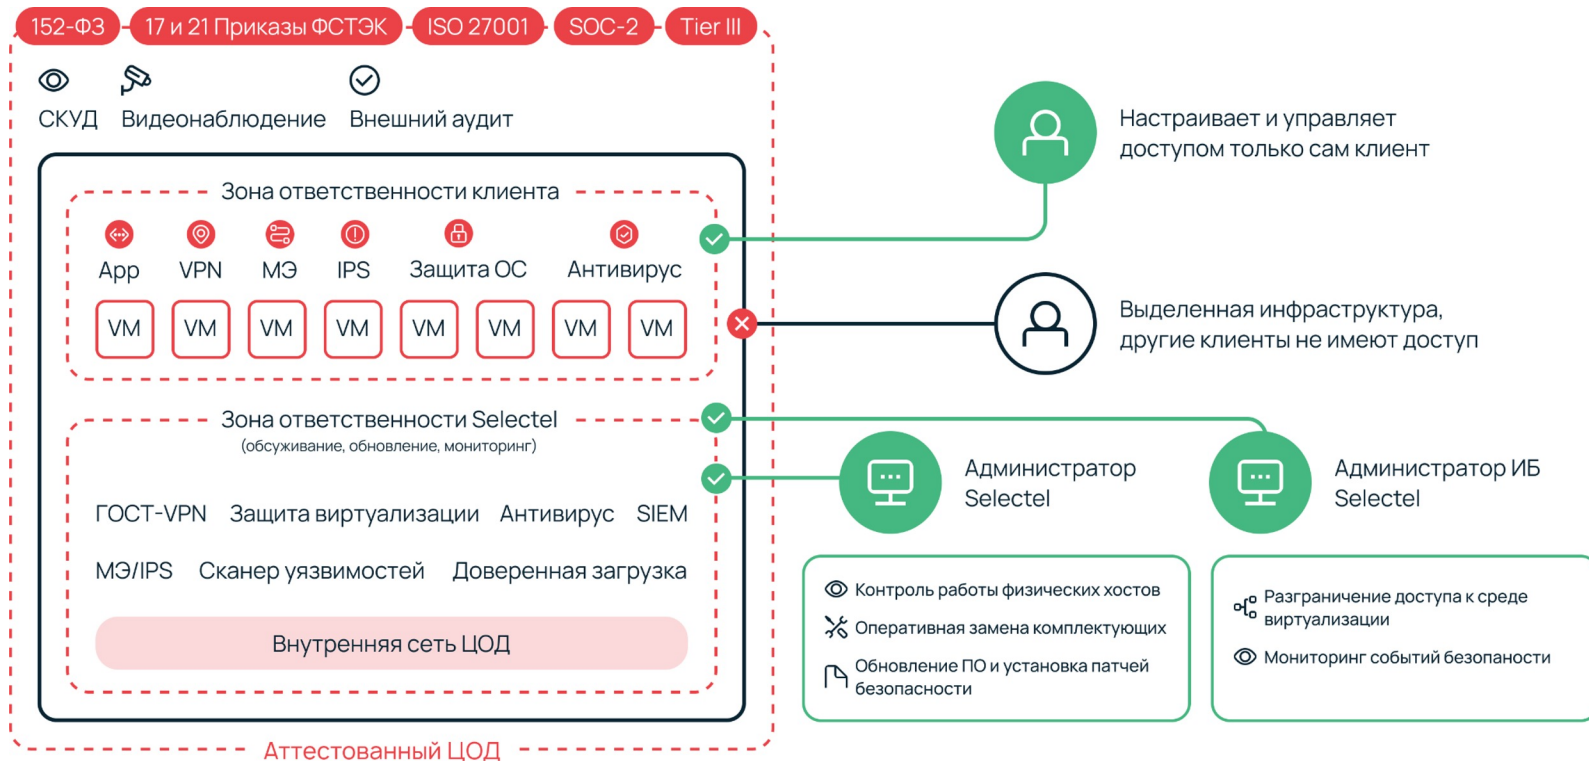 152-ФЗ
17 и 21 Приказы ФСТЭК
ISO 27001
SOC-2
Tier III
СКУД
Видеонаблюдение
Внешний аудит
Зона ответственности клиента
App
VPN
МЭ
IPS
Защита ОС
Антивирус
VM
VM
VM
VM
VM
VM
VM
VM
Зона ответственности Selectel
(обсуживание, обновление, мониторинг)
ГОСТ-VPN
Защита виртуализации
Антивирус
SIEM
МЭ/IPS
Сканер уязвимостей
Доверенная загрузка
Внутренняя сеть ЦОД
Аттестованный ЦОД
Настраивает и управляет
доступом только сам клиент
Выделенная инфраструктура,
другие клиенты не имеют доступ
Администратор
Selectel
Контроль работы физических хостов
Оперативная замена комплектующих
Обновление ПО и установка патчей
безопасности
Администратор ИБ
Selectel
Разграничение доступа к среде
виртуализации
Мониторинг событий безопаности